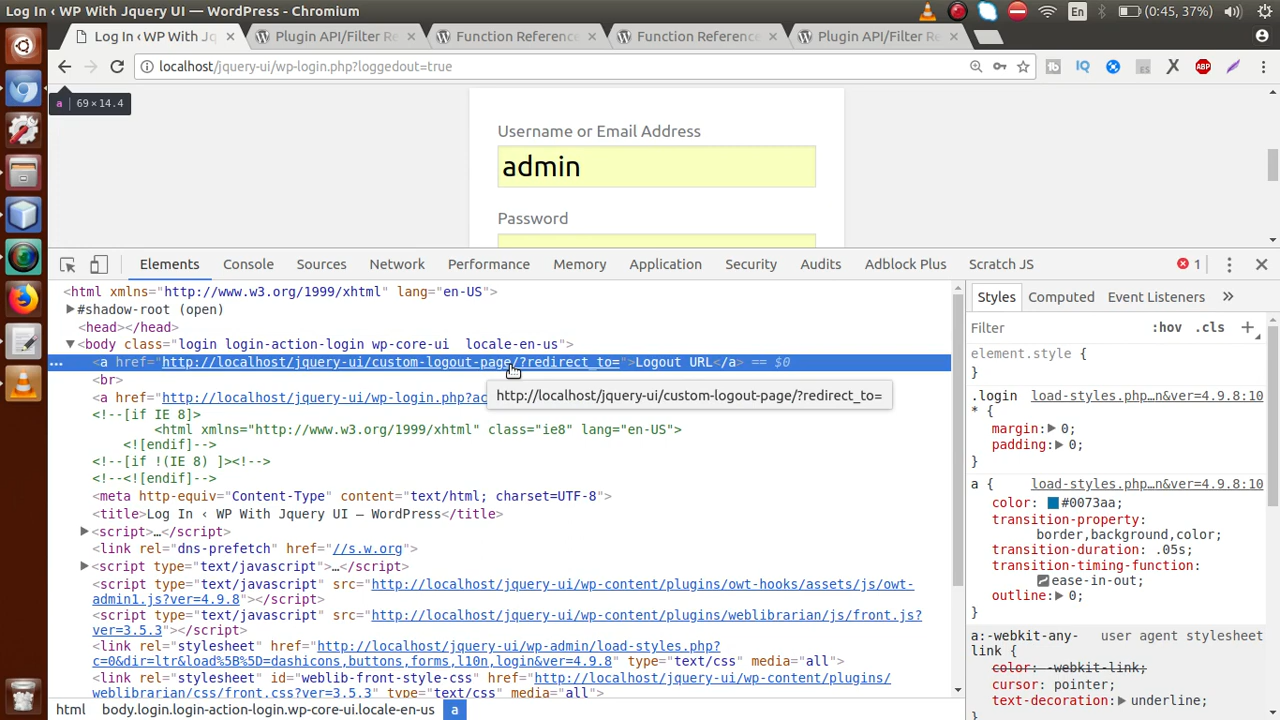 Log In ‹ WP With Jquery UI — WordPress - Chromium
En
(0:45, 37%)
Log In ‹ WP With Jq
Plugin API/Filter Re
Function Reference
Function Reference
Plugin API/Filter Re
localhost/jquery-ui/wp-login.php?loggedout=true
fb
IQ
ES
X
ABP
a 69 × 14.4
Username or Email Address
admin
Password
Elements
Console
Sources
Network
Performance
Memory
Application
Security
Audits
Adblock Plus
Scratch JS
1
<html xmlns="http://www.w3.org/1999/xhtml" lang="en-US">
#shadow-root (open)
<head></head>
<body class="login login-action-login wp-core-ui  locale-en-us">
… <a href="http://localhost/jquery-ui/custom-logout-page/?redirect_to=">Logout URL</a> == $0
<br>
<a href="http://localhost/jquery-ui/wp-login.php?ac
http://localhost/jquery-ui/custom-logout-page/?redirect_to=
<!--[if IE 8]>
<html xmlns="http://www.w3.org/1999/xhtml" class="ie8" lang="en-US">
<![endif]-->
<!--[if !(IE 8) ]><!-->
<!--<![endif]-->
<meta http-equiv="Content-Type" content="text/html; charset=UTF-8">
<title>Log In ‹ WP With Jquery UI — WordPress</title>
<script>…</script>
<link rel="dns-prefetch" href="//s.w.org">
<script type="text/javascript">…</script>
<script type="text/javascript" src="http://localhost/jquery-ui/wp-content/plugins/owt-hooks/assets/js/owt-
admin1.js?ver=4.9.8"></script>
<script type="text/javascript" src="http://localhost/jquery-ui/wp-content/plugins/weblibrarian/js/front.js?
ver=3.5.3"></script>
<link rel="stylesheet" href="http://localhost/jquery-ui/wp-admin/load-styles.php?
c=0&dir=ltr&load%5B%5D=dashicons,buttons,forms,l10n,login&ver=4.9.8" type="text/css" media="all">
<link rel="stylesheet" id="weblib-front-style-css" href="http://localhost/jquery-ui/wp-content/plugins/
weblibrarian/css/front.css?ver=3.5.3" type="text/css" media="all">
html
body.login.login-action-login.wp-core-ui.locale-en-us
a
Styles
Computed
Event Listeners
»
Filter
:hov
.cls
+
element.style {
}
.login load-styles.php…n&ver=4.9.8:10
* {
margin: 0;
padding: 0;
}
a { load-styles.php…n&ver=4.9.8:10
color: #0073aa;
transition-property:
border,background,color;
transition-duration: .05s;
transition-timing-function:
ease-in-out;
outline: 0;
}
a:-webkit-any- user agent stylesheet
link {
color: -webkit-link;
cursor: pointer;
text-decoration: underline;
}